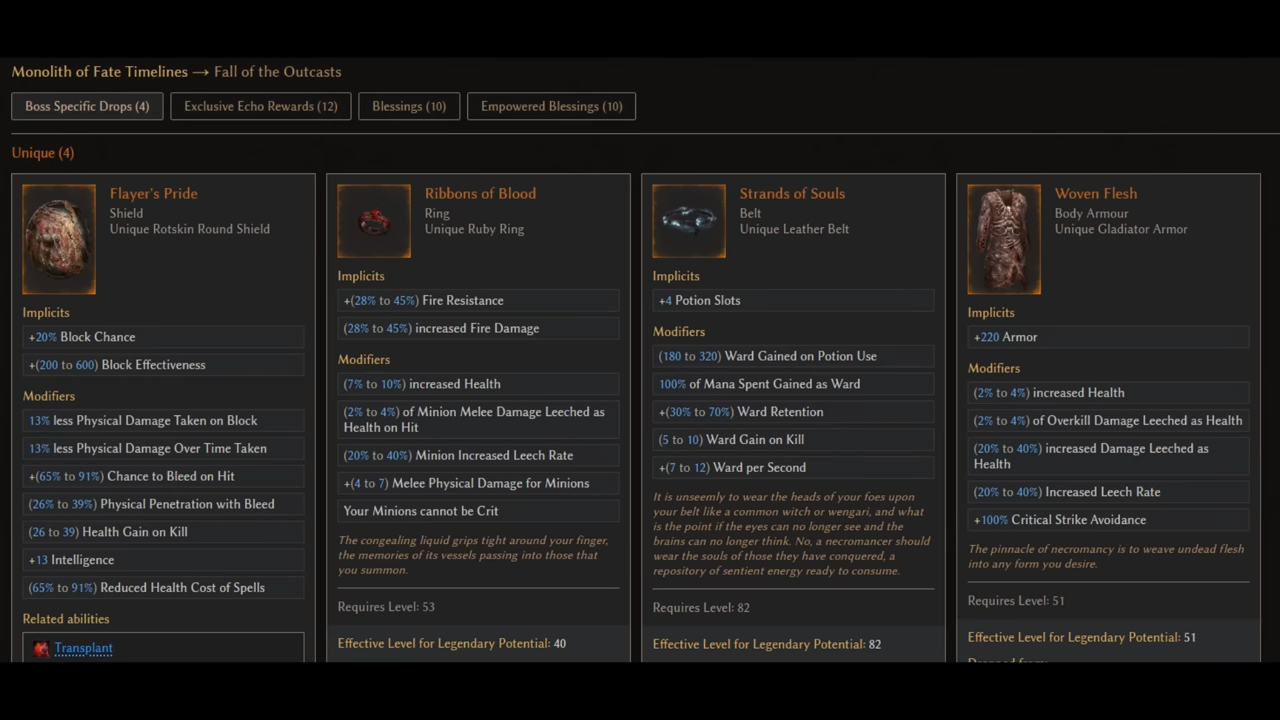 Monolith of Fate Timelines → Fall of the Outcasts
Boss Specific Drops (4)
Exclusive Echo Rewards (12)
Blessings (10)
Empowered Blessings (10)
Unique (4)
Flayer's Pride
Shield
Unique Rotskin Round Shield
Implicits
+20% Block Chance
+(200 to 600) Block Effectiveness
Modifiers
13% less Physical Damage Taken on Block
13% less Physical Damage Over Time Taken
+(65% to 91%) Chance to Bleed on Hit
(26% to 39%) Physical Penetration with Bleed
(26 to 39) Health Gain on Kill
+13 Intelligence
(65% to 91%) Reduced Health Cost of Spells
Related abilities
Transplant
Ribbons of Blood
Ring
Unique Ruby Ring
Implicits
+(28% to 45%) Fire Resistance
(28% to 45%) increased Fire Damage
Modifiers
(7% to 10%) increased Health
(2% to 4%) of Minion Melee Damage Leeched as
Health on Hit
(20% to 40%) Minion Increased Leech Rate
+(4 to 7) Melee Physical Damage for Minions
Your Minions cannot be Crit
The congealing liquid grips tight around your finger,
the memories of its vessels passing into those that
you summon.
Requires Level: 53
Effective Level for Legendary Potential: 40
Strands of Souls
Belt
Unique Leather Belt
Implicits
+4 Potion Slots
Modifiers
(180 to 320) Ward Gained on Potion Use
100% of Mana Spent Gained as Ward
+(30% to 70%) Ward Retention
(5 to 10) Ward Gain on Kill
+(7 to 12) Ward per Second
It is unseemly to wear the heads of your foes upon
your belt like a common witch or wengari, and what
is the point if the eyes can no longer see and the
brains can no longer think. No, a necromancer should
wear the souls of those they have conquered, a
repository of sentient energy ready to consume.
Requires Level: 82
Effective Level for Legendary Potential: 82
Woven Flesh
Body Armour
Unique Gladiator Armor
Implicits
+220 Armor
Modifiers
(2% to 4%) increased Health
(2% to 4%) of Overkill Damage Leeched as Health
(20% to 40%) increased Damage Leeched as
Health
(20% to 40%) Increased Leech Rate
+100% Critical Strike Avoidance
The pinnacle of necromancy is to weave undead flesh
into any form you desire.
Requires Level: 51
Effective Level for Legendary Potential: 51